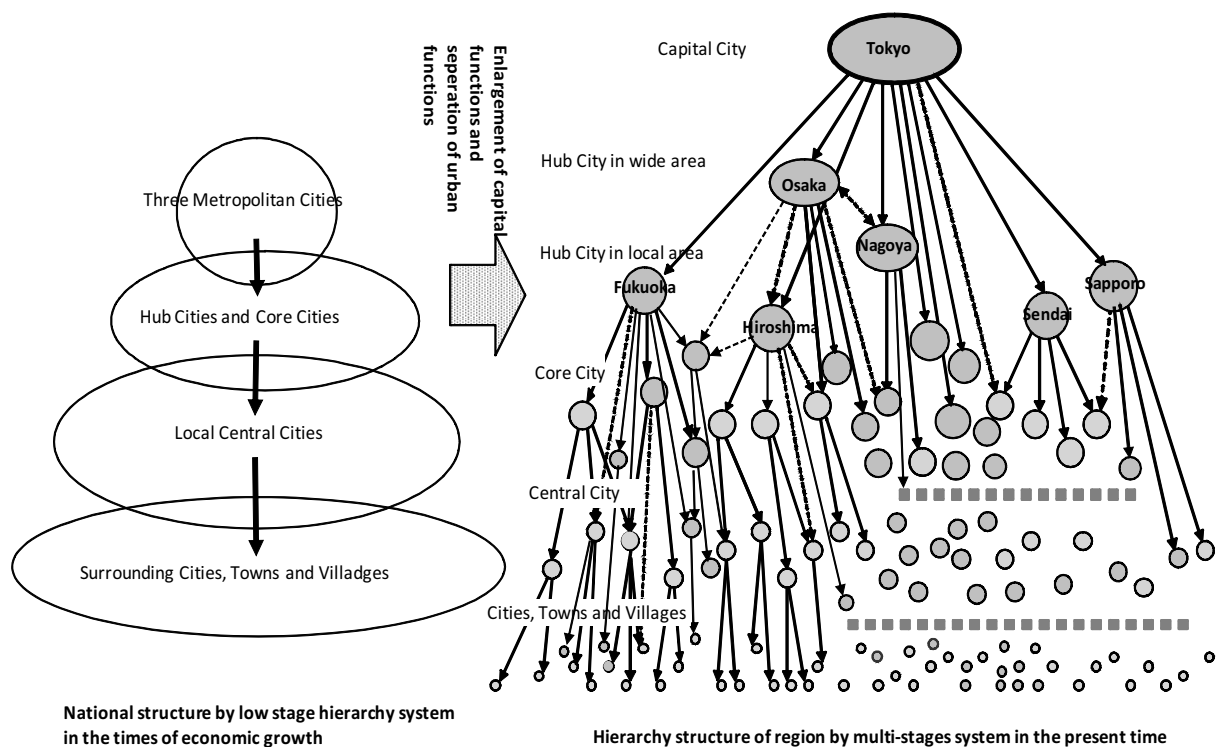 Three Metropolitan Cities
Hub Cities and Core Cities
Local Central Cities
Surrounding Cities, Towns and Villadges
National structure by low stage hierarchy system
in the times of economic growth
Enlargement of capital
functions and
seperation of urban
functions
Capital City
Tokyo
Hub City in wide area
Osaka
Hub City in local area
Nagoya
Fukuoka
Sapporo
Hiroshima
Sendai
Core City
Central City
Cities, Towns and Villages
Hierarchy structure of region by multi-stages system in the present time